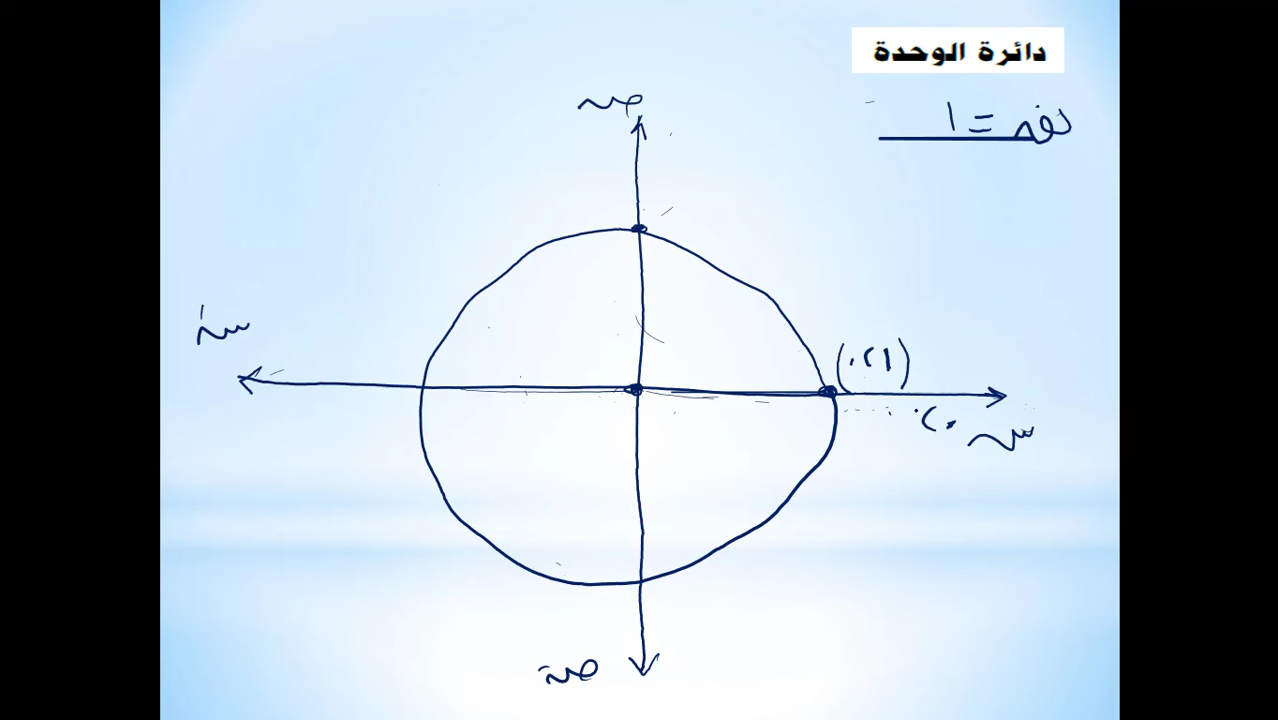 دائرة الوحدة
نق = ١
ص
سَ
(١، ٠)
س
صَ